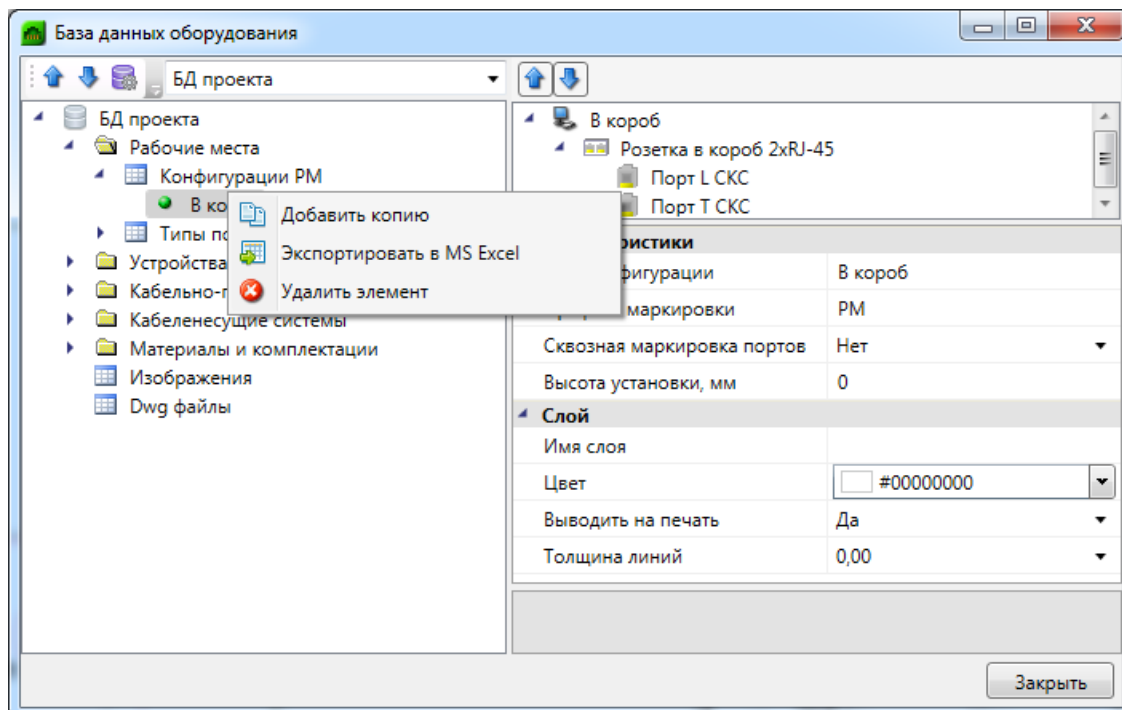 База данных оборудования
БД проекта
БД проекта
Рабочие места
Конфигурации РМ
В ко
Типы по
Устройства
Кабельно-
Кабеленесущие системы
Материалы и комплектации
Изображения
Dwg файлы
Добавить копию
Экспортировать в MS Excel
Удалить элемент
В короб
Розетка в короб 2xRJ-45
Порт L СКС
Порт Т СКС
ристики
фигурации В короб
маркировки РМ
Сквозная маркировка портов Нет
Высота установки, мм 0
Слой
Имя слоя
Цвет #00000000
Выводить на печать Да
Толщина линий 0,00
Закрыть